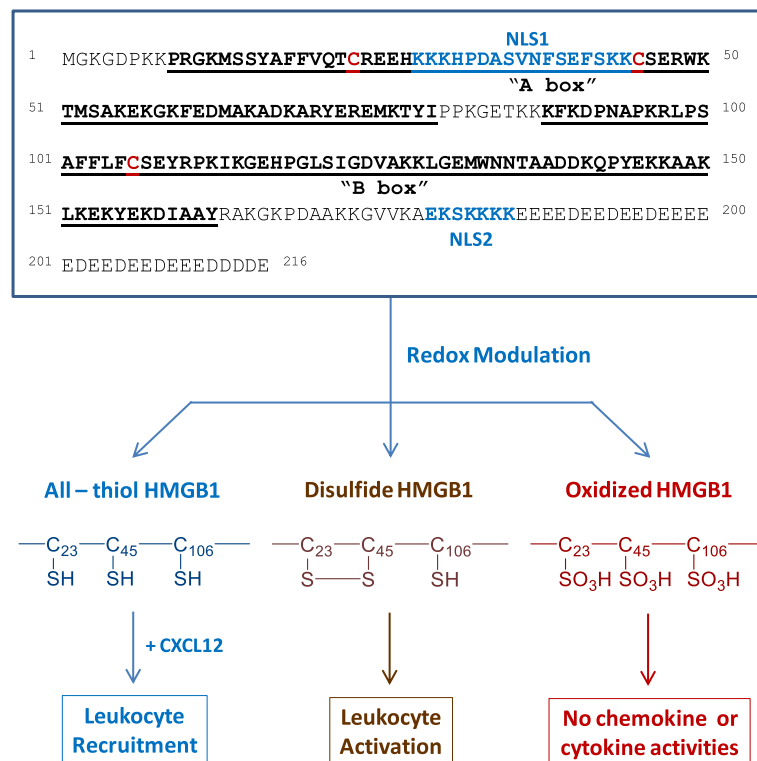 NLS1
1 MGKGDPKKPRGKMSSYAFFVQTCREEHKKKHPDASVNFSEFSKKCSERWK 50
“A box”
51 TMSAKEKGKFEDMAKADKARYEREMKTYIPPKGETKKKFKDPNAPKRLPS 100
101 AFFLFCSEYRPKIKGEHPGLSIGDVAKKLGEMWNNTAADDKQPYEKKAAK 150
“B box”
151 LKEKYEKDIAAYRAKGKPDAAKKGVVKAEKSKKKKEEEEDEEDEEDEEEE 200
NLS2
201 EDEEDEEDEEEDDDDE 216
Redox Modulation
All – thiol HMGB1 Disulfide HMGB1 Oxidized HMGB1
C23 C45 C106 C23 C45 C106 C23 C45 C106
SH SH SH S S SH SO3H SO3H SO3H
+ CXCL12
Leukocyte Leukocyte No chemokine or
Recruitment Activation cytokine activities